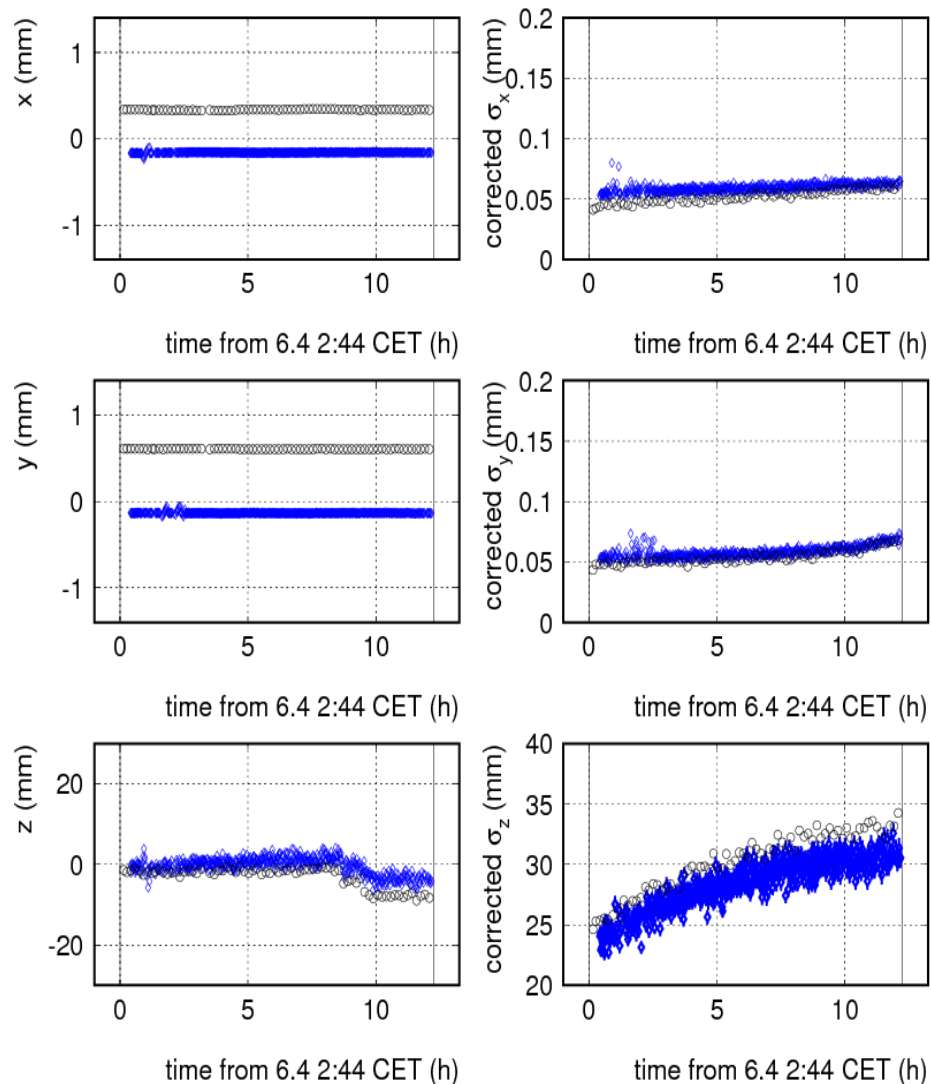 x (mm)
1
0
-1
0 5 10
time from 6.4 2:44 CET (h)
corrected σx (mm)
0.2
0.15
0.1
0.05
0
0 5 10
time from 6.4 2:44 CET (h)
y (mm)
1
0
-1
0 5 10
time from 6.4 2:44 CET (h)
corrected σy (mm)
0.2
0.15
0.1
0.05
0
0 5 10
time from 6.4 2:44 CET (h)
z (mm)
20
0
-20
0 5 10
time from 6.4 2:44 CET (h)
corrected σz (mm)
40
35
30
25
20
0 5 10
time from 6.4 2:44 CET (h)